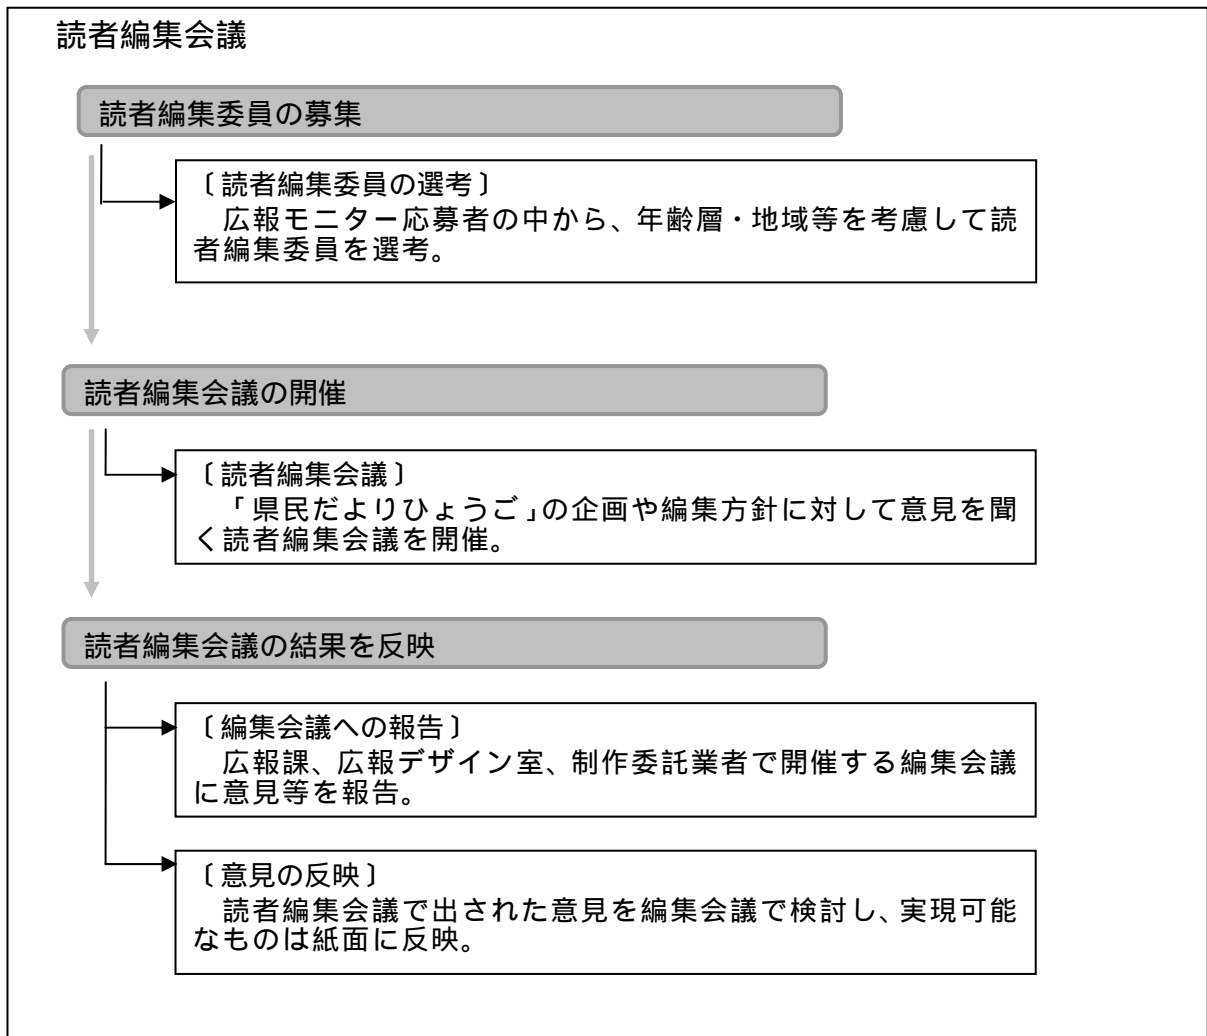 読者編集会議
読者編集委員の募集
〔読者編集委員の選考〕
広報モニター応募者の中から、年齢層・地域等を考慮して読
者編集委員を選考。
読者編集会議の開催
〔読者編集会議〕
「県民だよりひょうご」の企画や編集方針に対して意見を聞
く読者編集会議を開催。
読者編集会議の結果を反映
〔編集会議への報告〕
広報課、広報デザイン室、制作委託業者で開催する編集会議
に意見等を報告。
〔意見の反映〕
読者編集会議で出された意見を編集会議で検討し、実現可能
なものは紙面に反映。